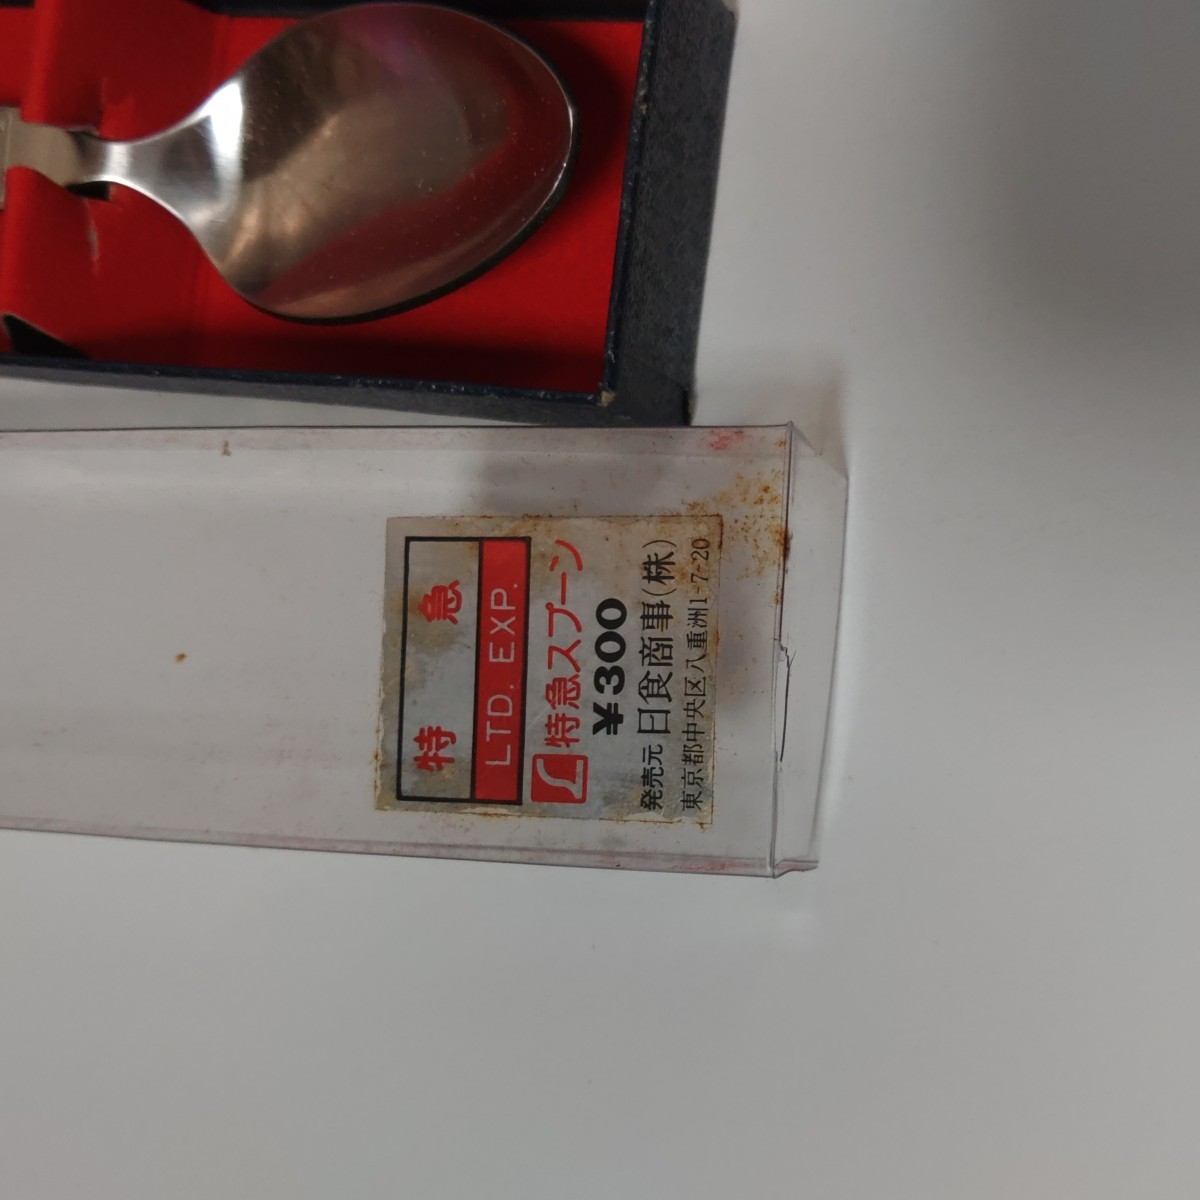 特急
LTD. EXP.
特急スプーン
¥300
発売元 日食商事(株)
東京都中央区八重洲1-7-20